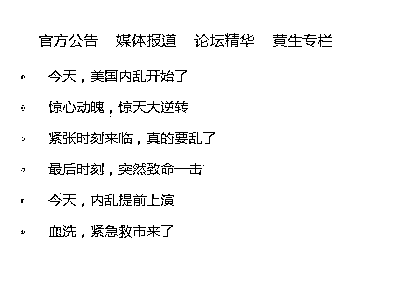 官方公告 媒体报道 论坛精华 黄生专栏
今天，美国内乱开始了
惊心动魄，惊天大逆转
紧张时刻来临，真的要乱了
最后时刻，突然致命一击
今天，内乱提前上演
血洗，紧急救市来了